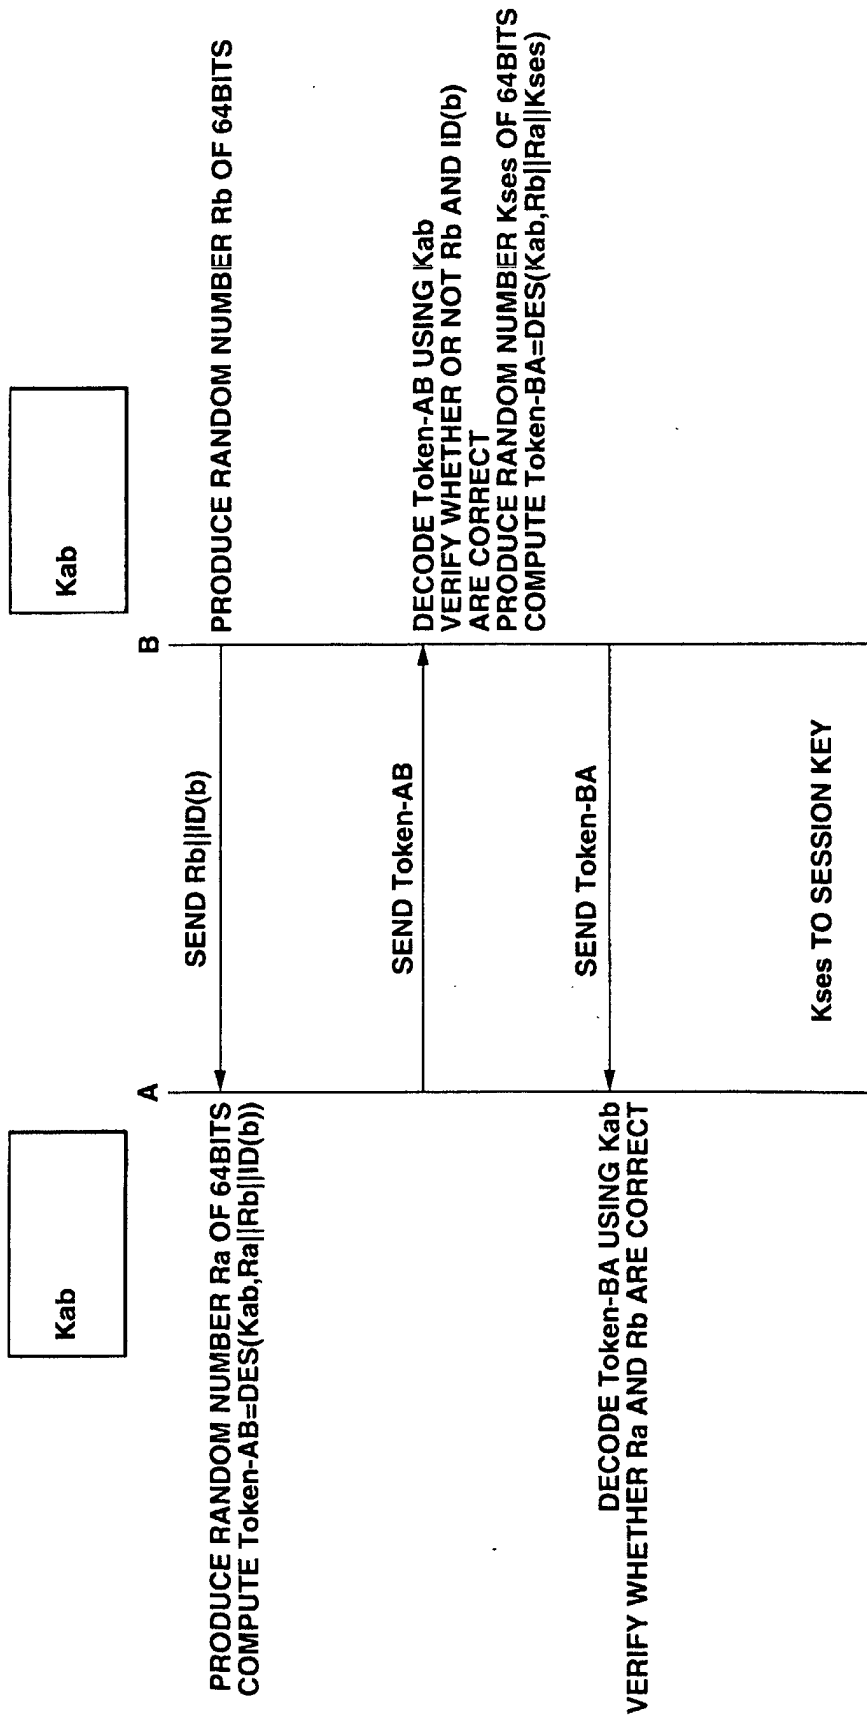 Kab
Kab
A
B
SEND Rb||ID(b)
PRODUCE RANDOM NUMBER Rb OF 64BITS
PRODUCE RANDOM NUMBER Ra OF 64BITS
COMPUTE Token-AB=DES(Kab,Ra||Rb||ID(b))
SEND Token-AB
DECODE Token-AB USING Kab
VERIFY WHETHER OR NOT Rb AND ID(b)
ARE CORRECT
PRODUCE RANDOM NUMBER Kses OF 64BITS
COMPUTE Token-BA=DES(Kab,Rb||Ra||Kses)
SEND Token-BA
DECODE Token-BA USING Kab
VERIFY WHETHER Ra AND Rb ARE CORRECT
Kses TO SESSION KEY